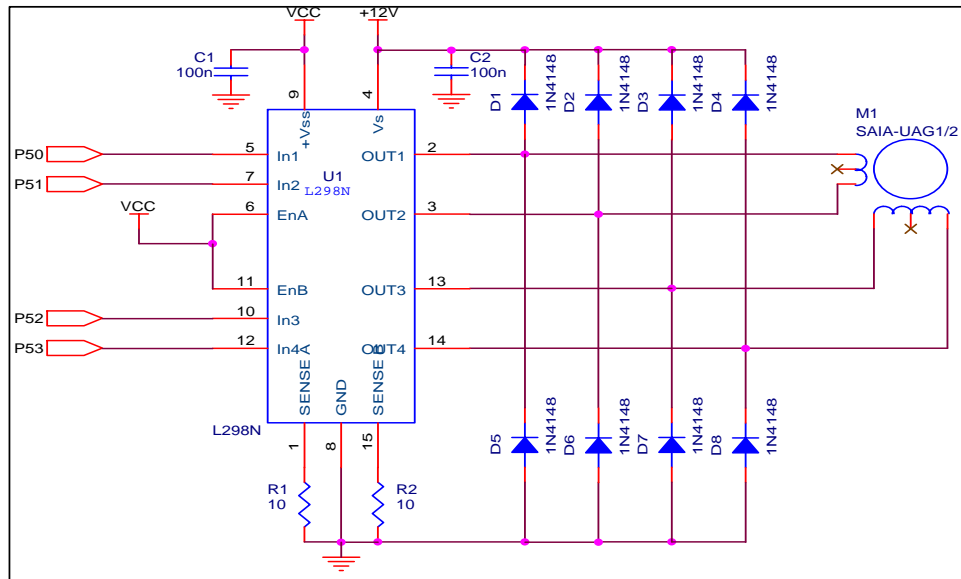 VCC
+12V
C1
100n
C2
100n
D1
1N4148
D2
1N4148
D3
1N4148
D4
1N4148
M1
SAIA-UAG1/2
9
4
+Vss
Vs
P50
5
In1
U1
L298N
OUT1
2
P51
7
In2
VCC
6
EnA
OUT2
3
11
EnB
OUT3
13
P52
10
In3
P53
12
In4
OUT4
14
SENSE A
GND
SENSE B
L298N
1
8
15
D5
1N4148
D6
1N4148
D7
1N4148
D8
1N4148
R1
10
R2
10